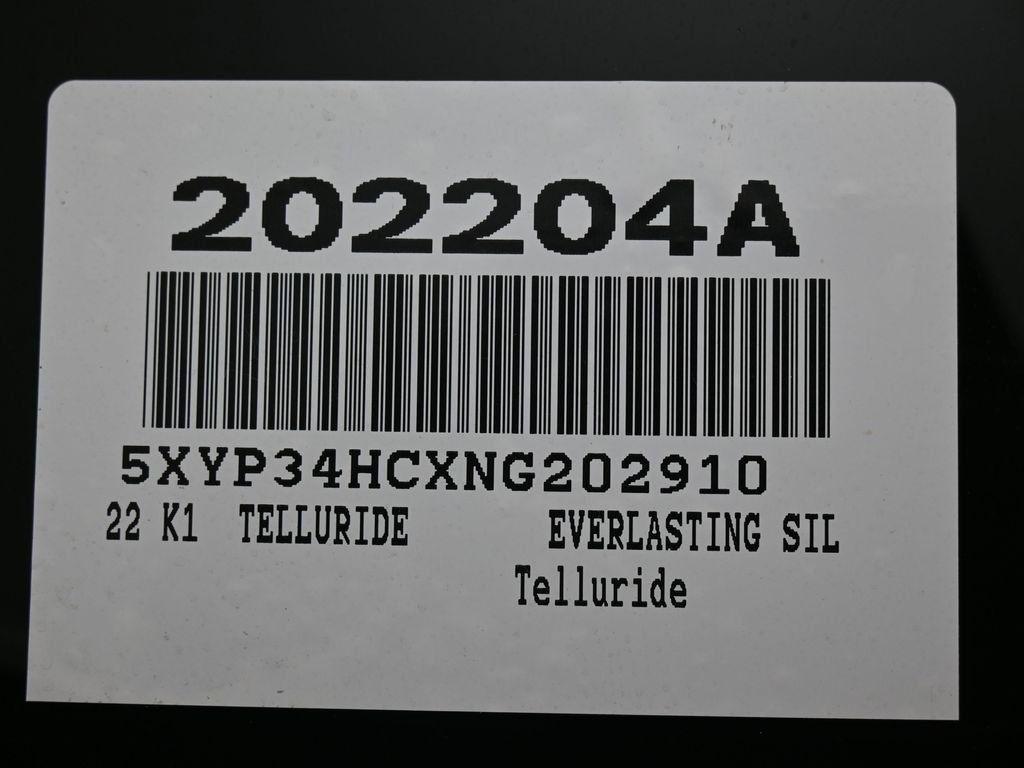 202204A
5XYP34HCXNG202910
22 K1 TELLURIDE EVERLASTING SIL
Telluride